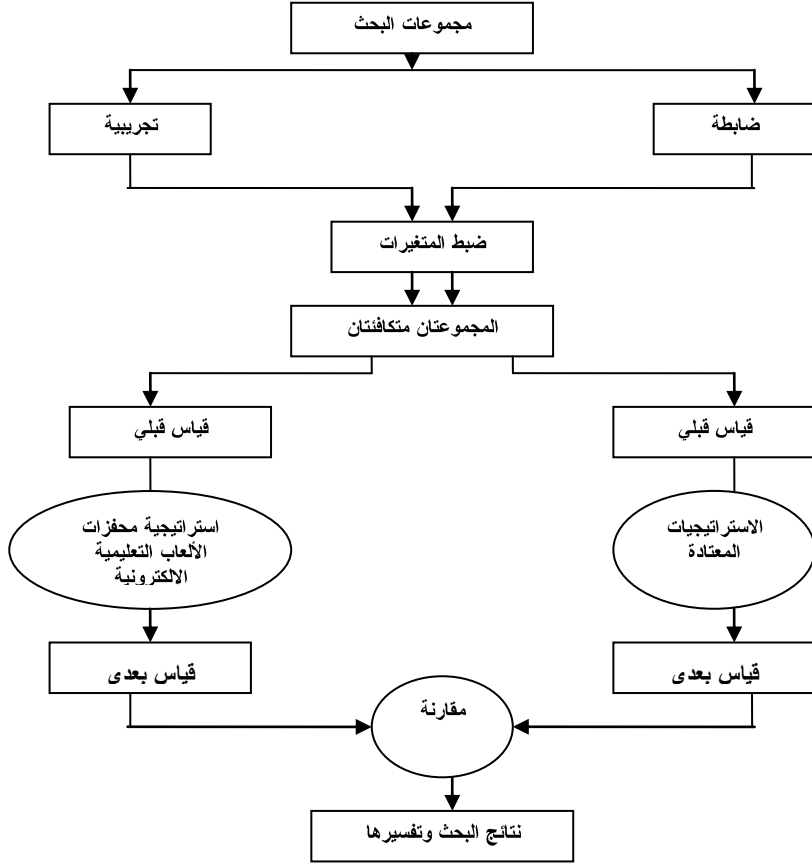 مجموعات البحث
ضابطة
تجريبية
ضبط المتغيرات
المجموعتان متكافئتان
قياس قبلي
قياس قبلي
الاستراتيجيات
المعتادة
استراتيجية محفزات
الألعاب التعليمية
الالكترونية
قياس بعدى
قياس بعدى
مقارنة
نتائج البحث وتفسيرها